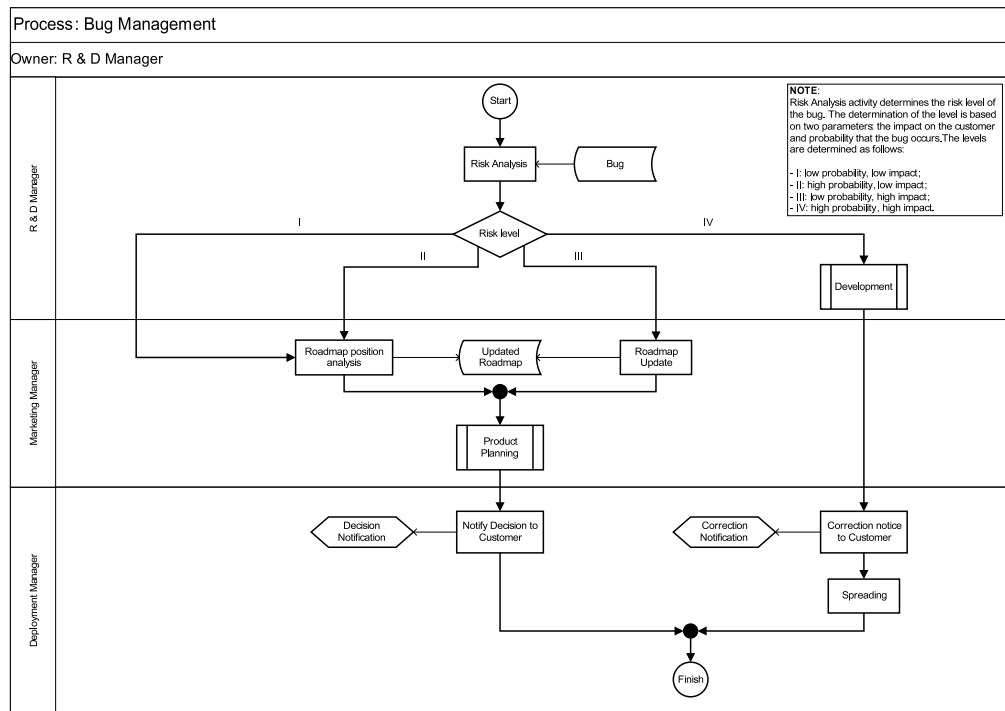 Process: Bug Management
Owner: R & D Manager
R & D Manager
Start
NOTE:
Risk Analysis activity determines the risk level of
the bug. The determination of the level is based
on two parameters: the impact on the customer
and probability that the bug occurs.The levels
are determined as follows:
- I: low probability, low impact;
- II: high probability, low impact;
- III: low probability, high impact;
- IV: high probability, high impact.
Risk Analysis
Bug
I
Risk level
IV
II
III
Development
Marketing Manager
Roadmap position
analysis
Updated
Roadmap
Roadmap
Update
Product
Planning
Deployment Manager
Decision
Notification
Notify Decision to
Customer
Correction
Notification
Correction notice
to Customer
Spreading
Finish